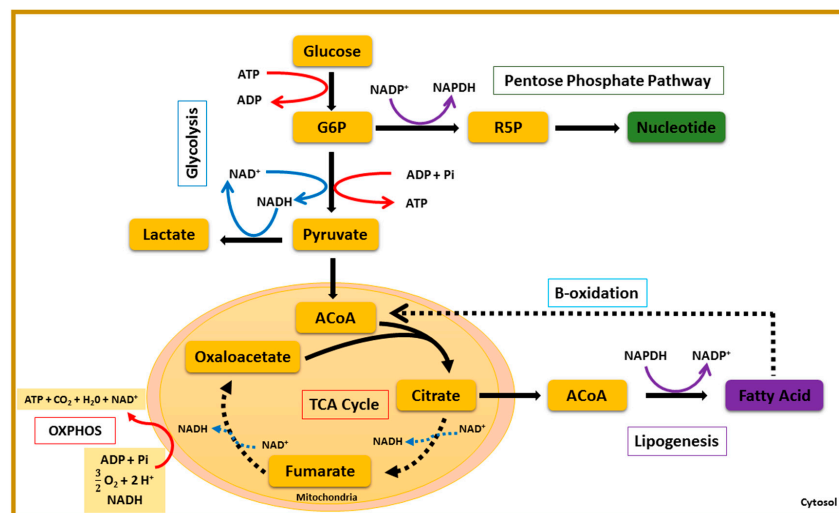 Glucose
ATP
ADP
NADP⁺
NAPDH
Pentose Phosphate Pathway
G6P
R5P
Nucleotide
Glycolysis
NAD⁺
NADH
ADP + Pi
ATP
Lactate
Pyruvate
B-oxidation
ACoA
Oxaloacetate
NAPDH
NADP⁺
TCA Cycle
Citrate
ACoA
Fatty Acid
ATP + CO₂ + H₂0 + NAD⁺
OXPHOS
NADH
NAD⁺
NADH
NAD⁺
Lipogenesis
ADP + Pi
3/2 O₂ + 2 H⁺
NADH
Fumarate
Mitochondria
Cytosol